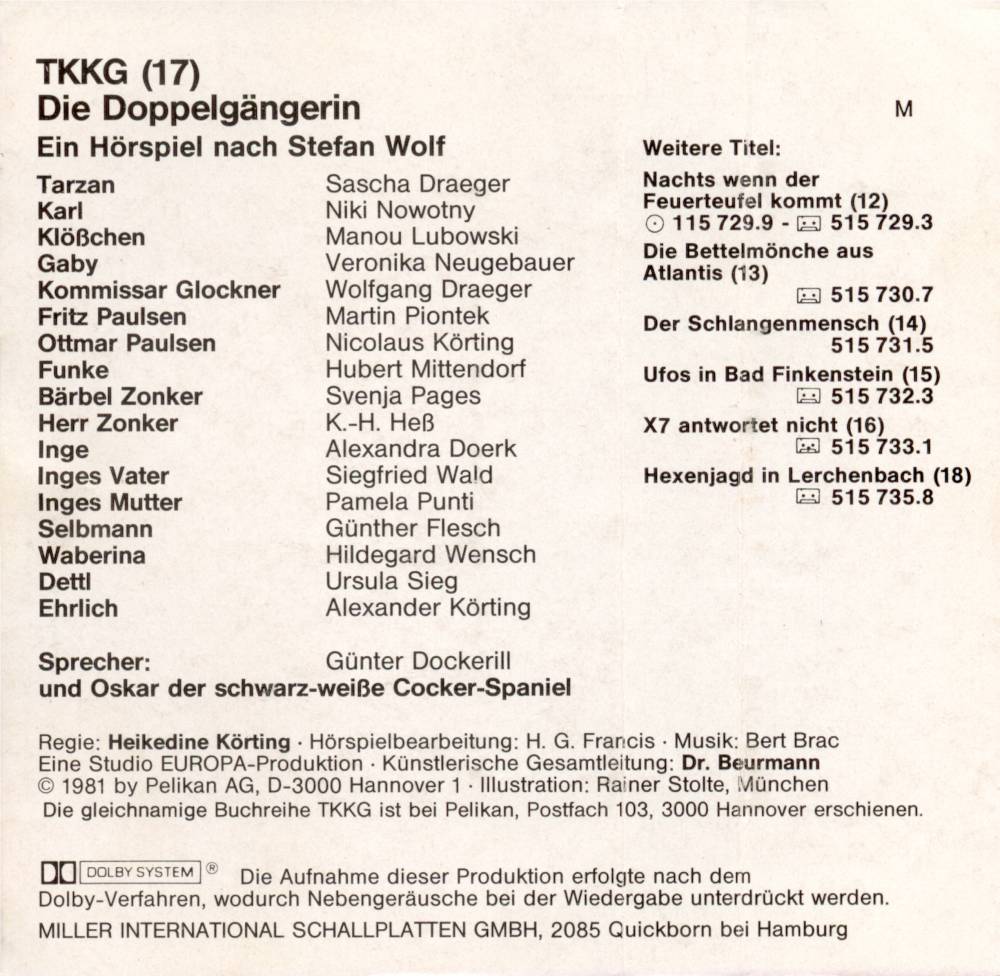 TKKG (17)
Die Doppelgängerin
M
Ein Hörspiel nach Stefan Wolf
Tarzan Sascha Draeger
Karl Niki Nowotny
Klößchen Manou Lubowski
Gaby Veronika Neugebauer
Kommissar Glockner Wolfgang Draeger
Fritz Paulsen Martin Piontek
Ottmar Paulsen Nicolaus Körting
Funke Hubert Mittendorf
Bärbel Zonker Svenja Pages
Herr Zonker K.-H. Heß
Inge Alexandra Doerk
Inges Vater Siegfried Wald
Inges Mutter Pamela Punti
Selbmann Günther Flesch
Waberina Hildegard Wensch
Dettl Ursula Sieg
Ehrlich Alexander Körting
Sprecher: Günter Dockerill
und Oskar der schwarz-weiße Cocker-Spaniel
Weitere Titel:
Nachts wenn der
Feuerteufel kommt (12)
115 729.9 - 515 729.3
Die Bettelmönche aus
Atlantis (13)
515 730.7
Der Schlangenmensch (14)
515 731.5
Ufos in Bad Finkenstein (15)
515 732.3
X7 antwortet nicht (16)
515 733.1
Hexenjagd in Lerchenbach (18)
515 735.8
Regie: Heikedine Körting · Hörspielbearbeitung: H. G. Francis · Musik: Bert Brac
Eine Studio EUROPA-Produktion · Künstlerische Gesamtleitung: Dr. Beurmann
© 1981 by Pelikan AG, D-3000 Hannover 1 · Illustration: Rainer Stolte, München
Die gleichnamige Buchreihe TKKG ist bei Pelikan, Postfach 103, 3000 Hannover erschienen.
DOLBY SYSTEM ® Die Aufnahme dieser Produktion erfolgte nach dem
Dolby-Verfahren, wodurch Nebengeräusche bei der Wiedergabe unterdrückt werden.
MILLER INTERNATIONAL SCHALLPLATTEN GMBH, 2085 Quickborn bei Hamburg